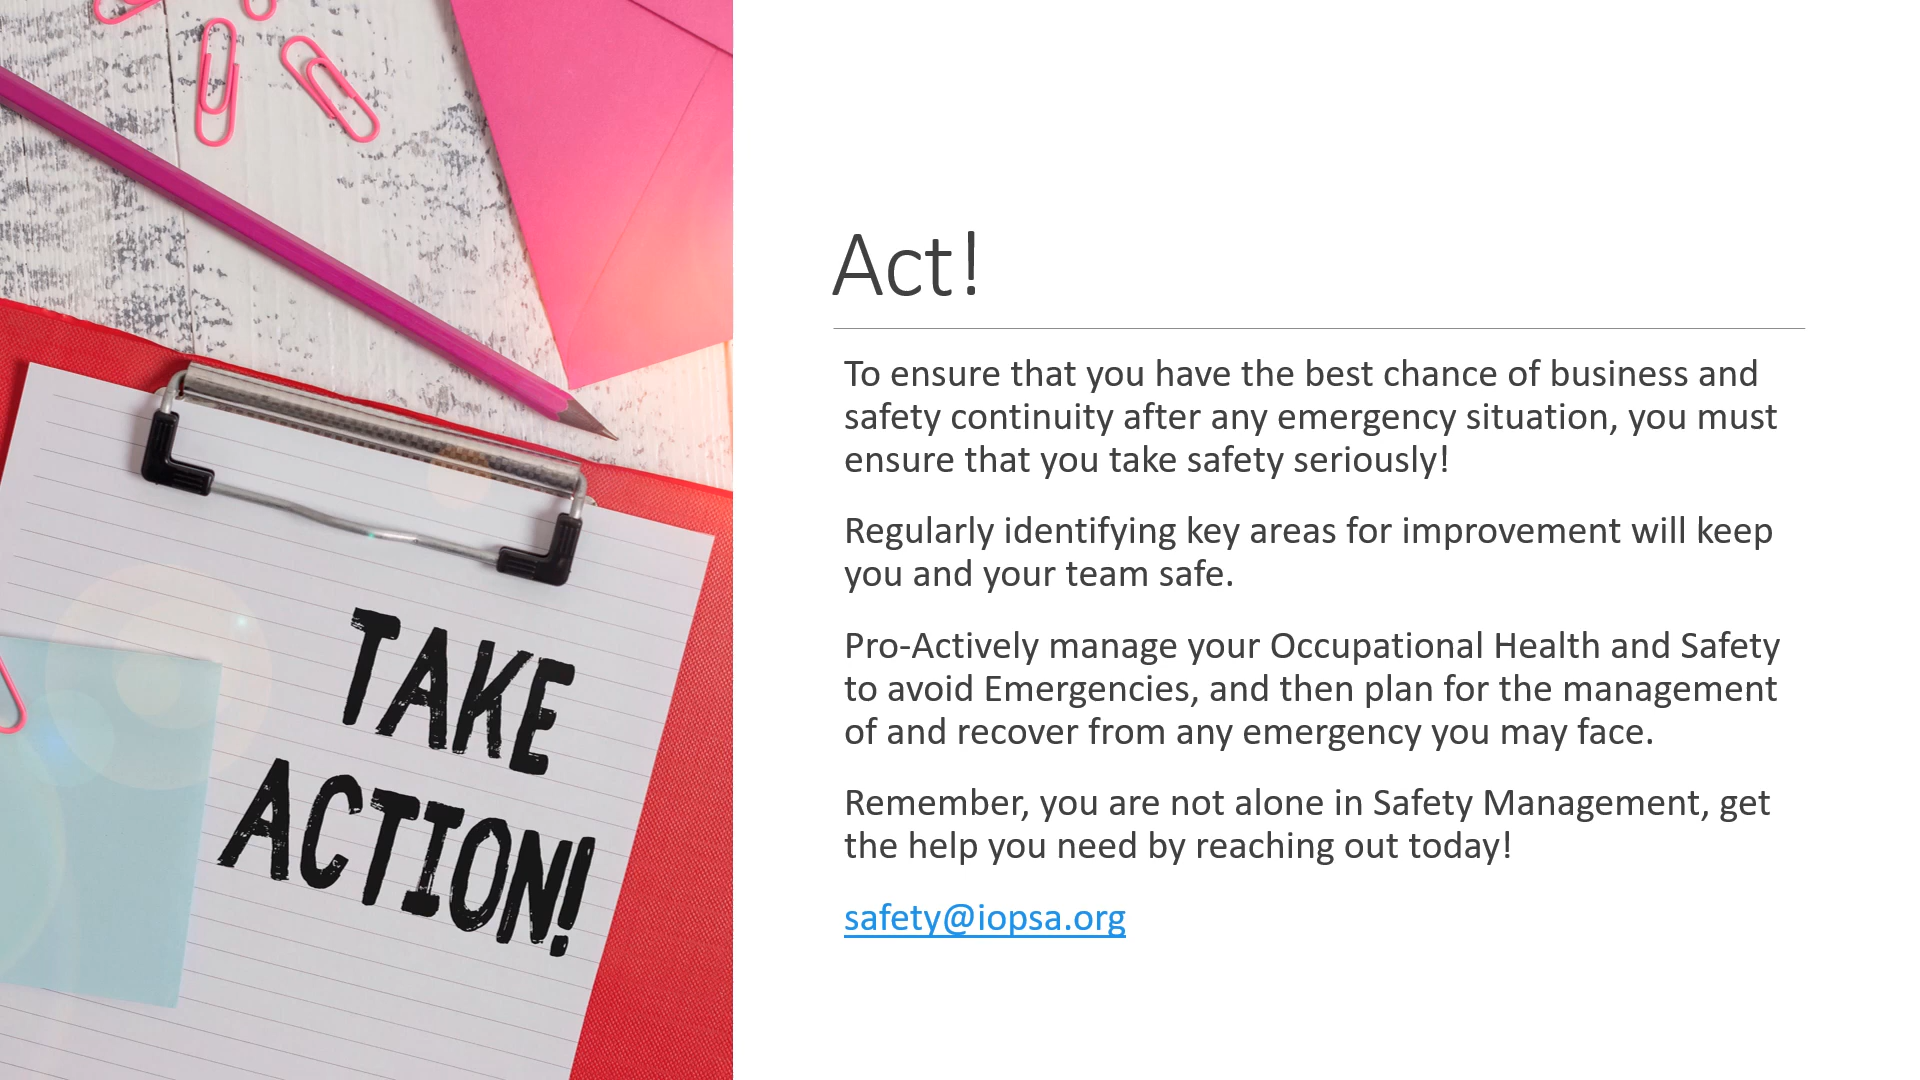 TAKE
ACTION!
Act!
To ensure that you have the best chance of business and
safety continuity after any emergency situation, you must
ensure that you take safety seriously!
Regularly identifying key areas for improvement will keep
you and your team safe.
Pro-Actively manage your Occupational Health and Safety
to avoid Emergencies, and then plan for the management
of and recover from any emergency you may face.
Remember, you are not alone in Safety Management, get
the help you need by reaching out today!
safety@iopsa.org